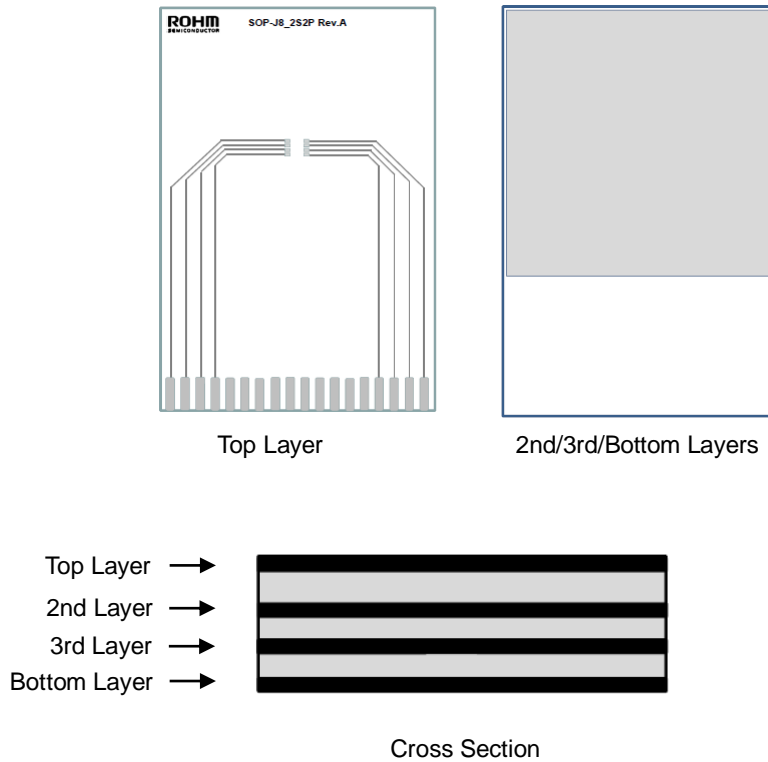 ROHM
SEMICONDUCTOR
SOP-J8_2S2P Rev.A
Top Layer
2nd/3rd/Bottom Layers
Top Layer
2nd Layer
3rd Layer
Bottom Layer
Cross Section